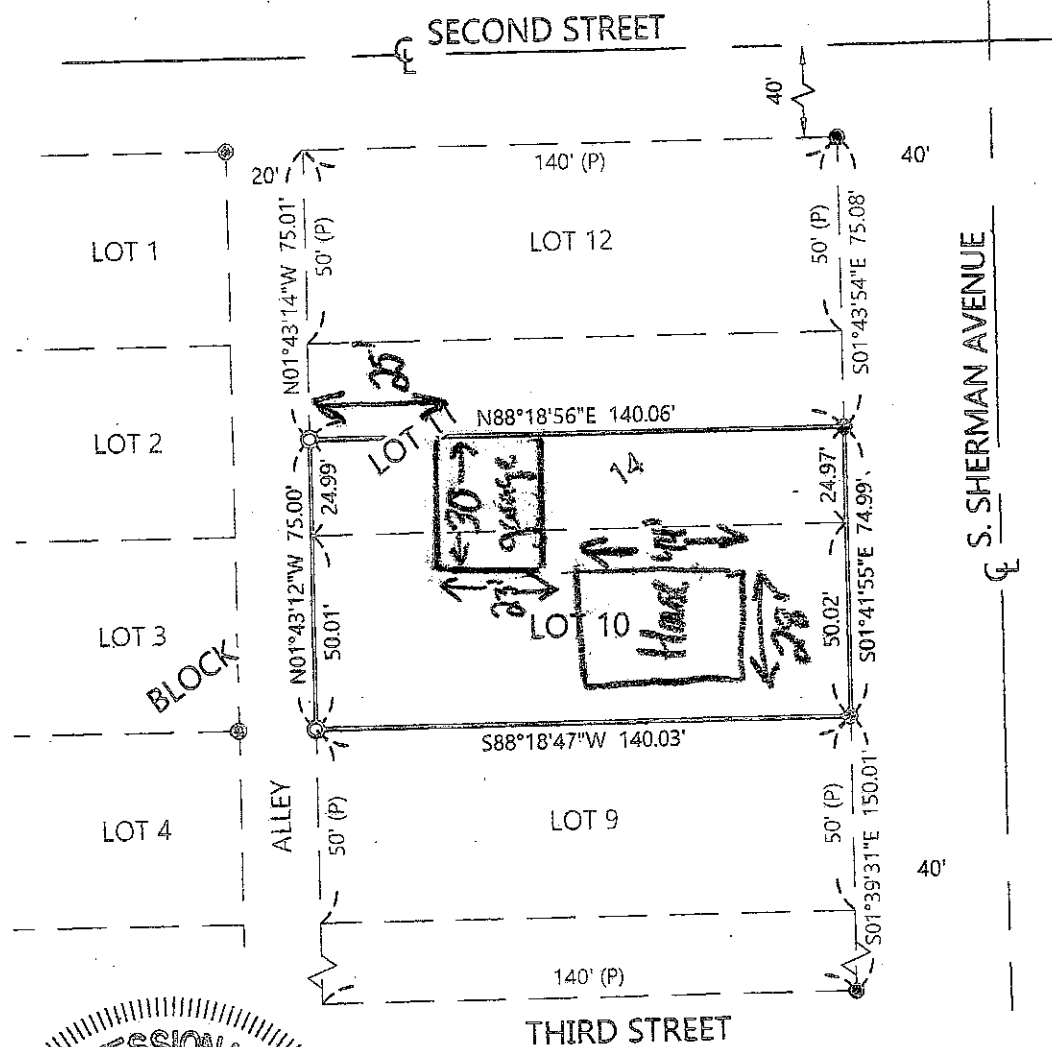 SECOND STREET
℄
40'
40'
20'
140' (P)
N01°43'14"W 75.01'
50' (P)
50' (P)
S01°43'54"E 75.08'
LOT 1
LOT 12
S. SHERMAN AVENUE
℄
25'
N88°18'56"E 140.06'
LOT 2
LOT 11
14
24.99'
24.97'
30
garage
N01°43'12"W 75.00'
S01°41'55"E 74.99'
23'
28'
50.01'
50.02'
LOT 3
LOT 10
House
BLOCK
S88°18'47"W 140.03'
ALLEY
50' (P)
50' (P)
S01°39'31"E 150.01'
LOT 4
LOT 9
40'
140' (P)
THIRD STREET